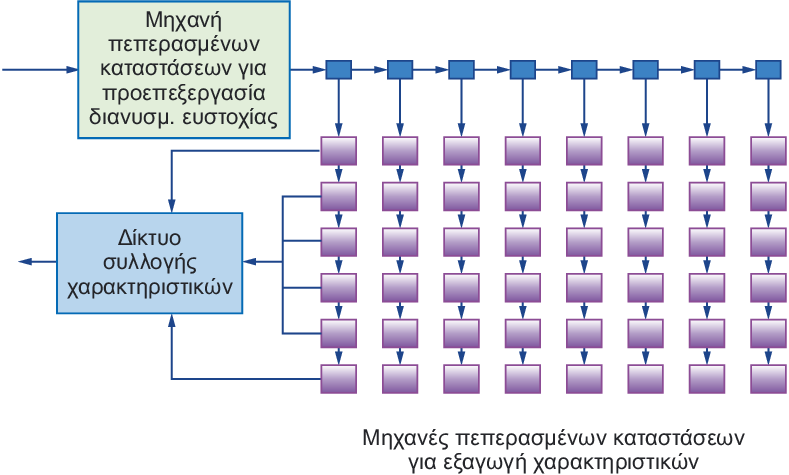 Μηχανή
πεπερασμένων
καταστάσεων για
προεπεξεργασία
διανυσμ. ευστοχίας
Δίκτυο
συλλογής
χαρακτηριστικών
Μηχανές πεπερασμένων καταστάσεων
για εξαγωγή χαρακτηριστικών